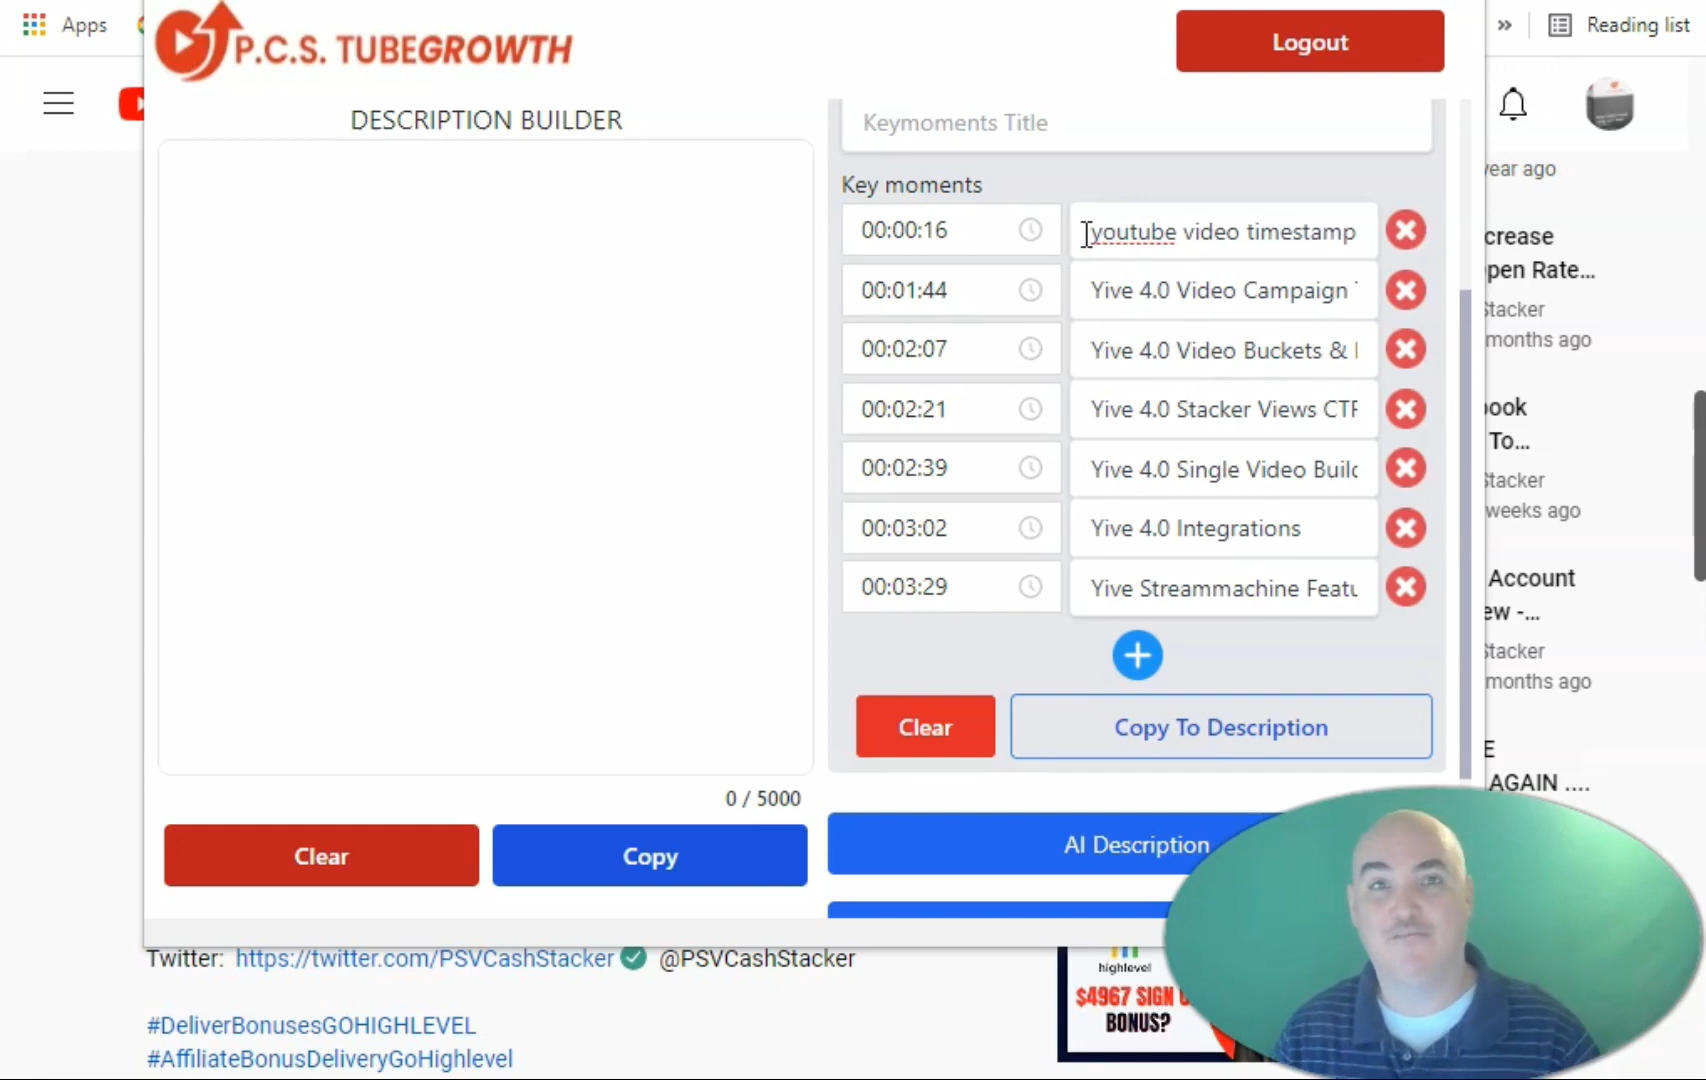 Apps
Reading list
P.C.S. TUBEGROWTH
Logout
DESCRIPTION BUILDER
Keymoments Title
Key moments
00:00:16 youtube video timestamp
00:01:44 Yive 4.0 Video Campaign
00:02:07 Yive 4.0 Video Buckets &
00:02:21 Yive 4.0 Stacker Views
00:02:39 Yive 4.0 Single Video
00:03:02 Yive 4.0 Integrations
00:03:29 Yive Streammachine
Clear
Copy To Description
0 / 5000
Clear
Copy
AI Description
year ago
crease
Open Rate...
Stacker
months ago
book
To...
Stacker
weeks ago
Account
ew -...
Stacker
months ago
E
AGAIN ....
Twitter: https://twitter.com/PSVCashStacker @PSVCashStacker
#DeliverBonusesGOHIGHLEVEL
#AffiliateBonusDeliveryGoHighlevel
highlevel
$4967 SIGN
BONUS?